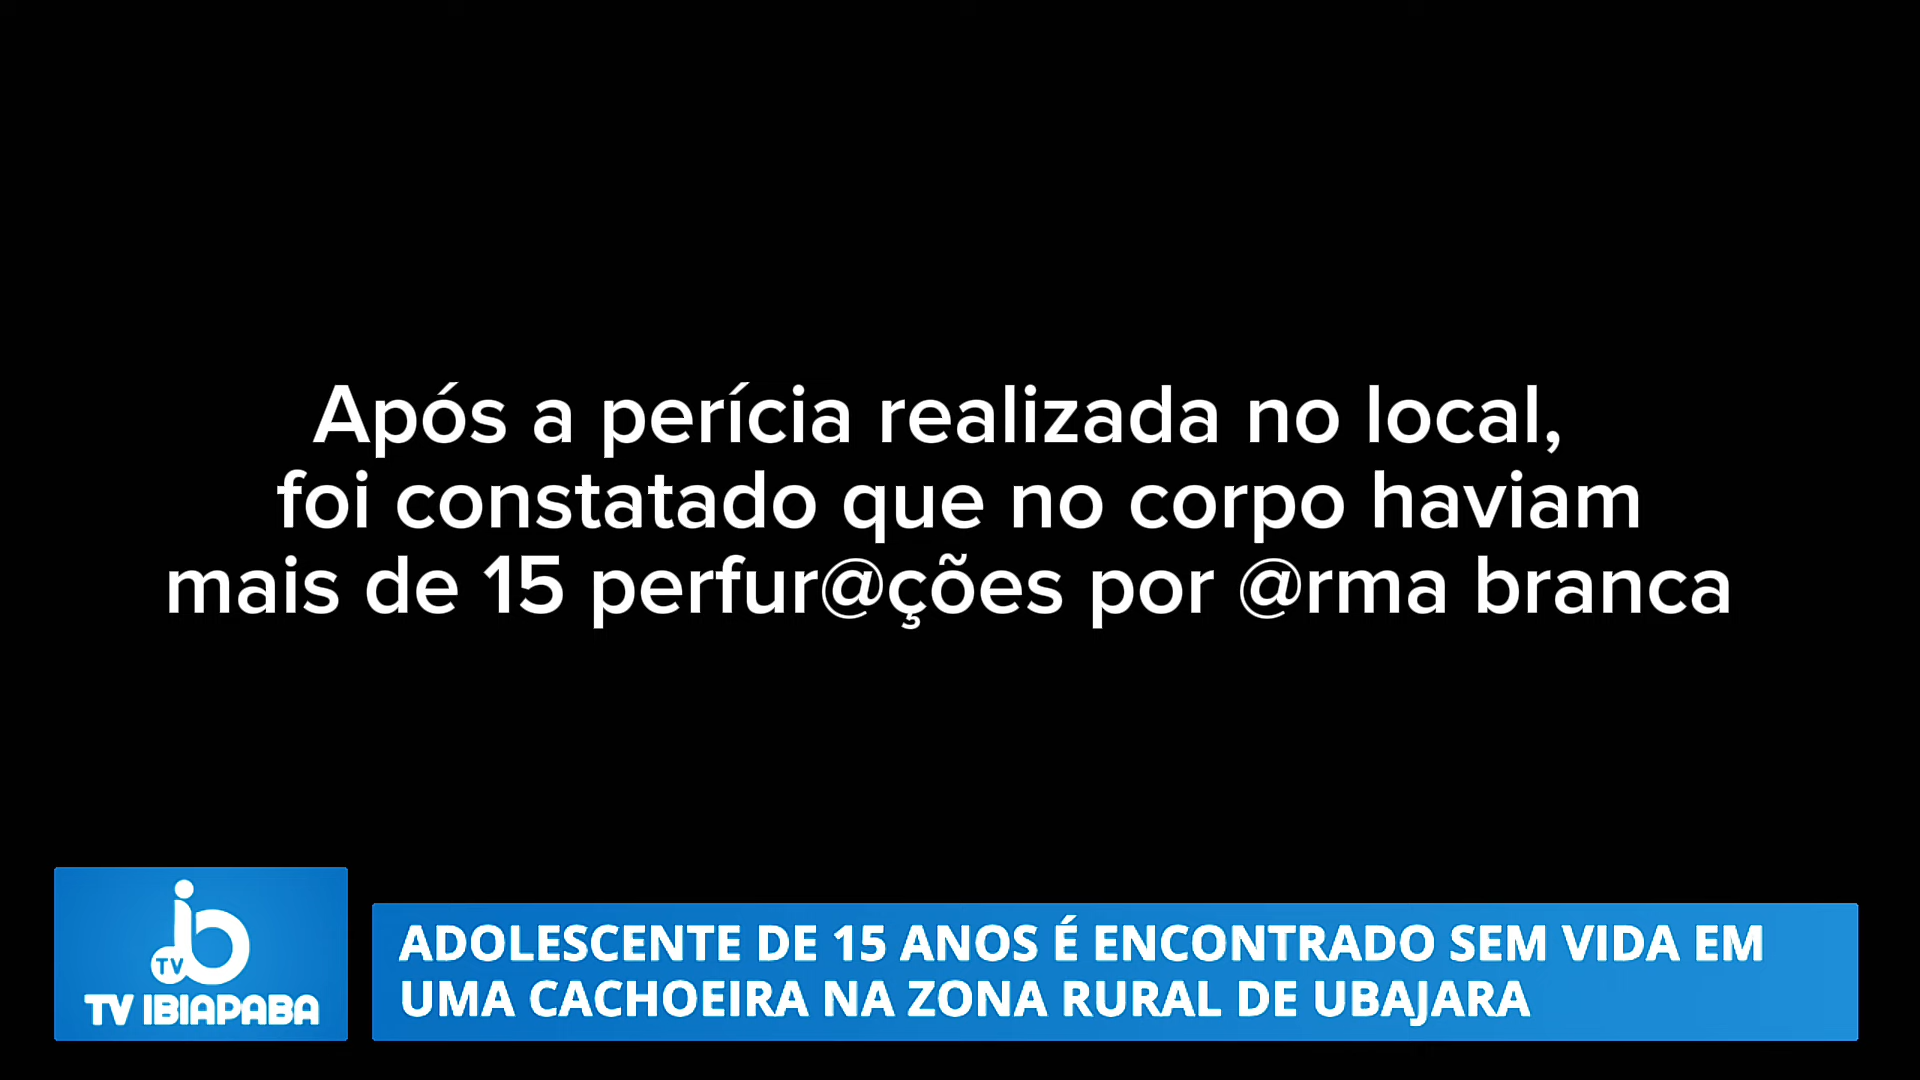 Após a perícia realizada no local,
foi constatado que no corpo haviam
mais de 15 perfur@ções por @rma branca
TV
TV IBIAPABA
ADOLESCENTE DE 15 ANOS É ENCONTRADO SEM VIDA EM
UMA CACHOEIRA NA ZONA RURAL DE UBAJARA